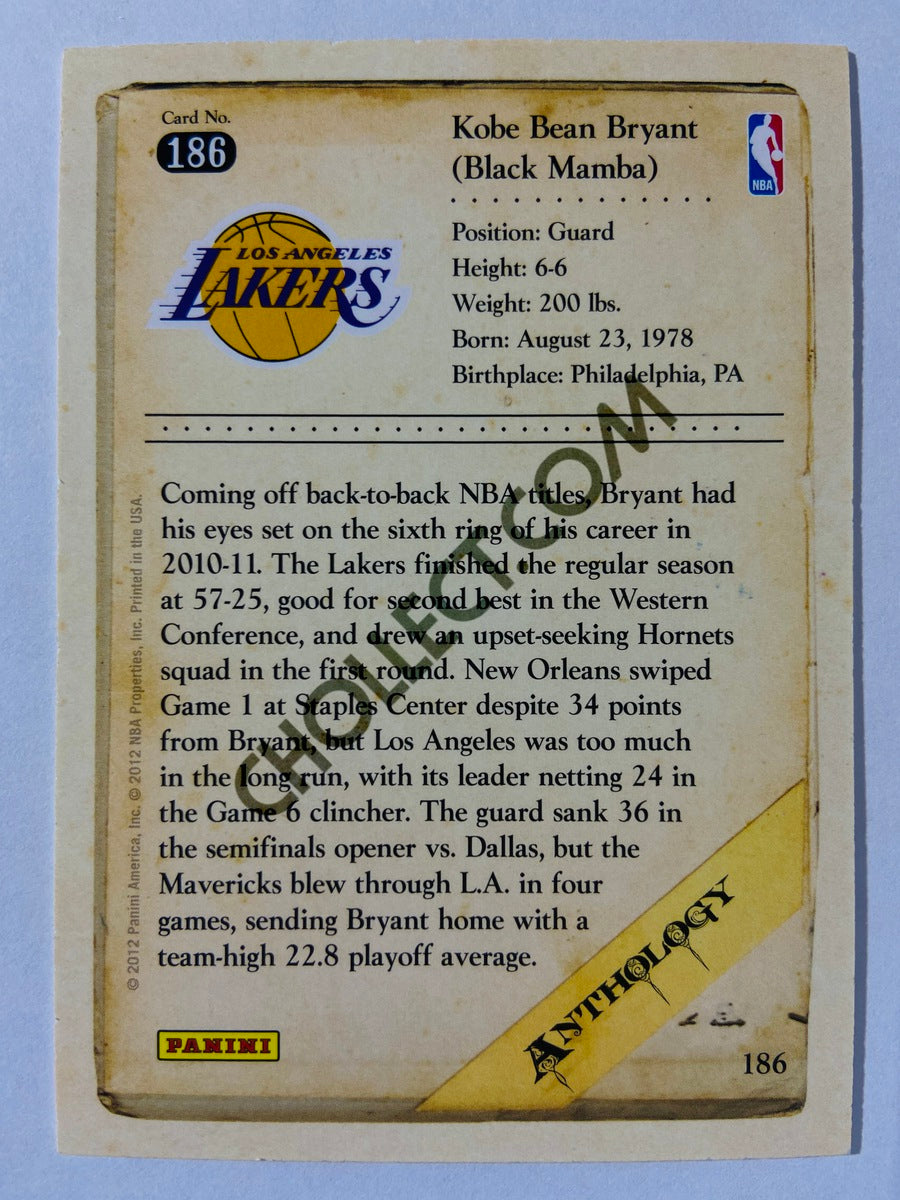 Card No.
186
Kobe Bean Bryant
(Black Mamba)
NBA
LOS ANGELES
LAKERS
Position: Guard
Height: 6-6
Weight: 200 lbs.
Born: August 23, 1978
Birthplace: Philadelphia, PA
Coming off back-to-back NBA titles, Bryant had
his eyes set on the sixth ring of his career in
2010-11. The Lakers finished the regular season
at 57-25, good for second best in the Western
Conference, and drew an upset-seeking Hornets
squad in the first round. New Orleans swiped
Game 1 at Staples Center despite 34 points
from Bryant, but Los Angeles was too much
in the long run, with its leader netting 24 in
the Game 6 clincher. The guard sank 36 in
the semifinals opener vs. Dallas, but the
Mavericks blew through L.A. in four
games, sending Bryant home with a
team-high 22.8 playoff average.
© 2012 Panini America, Inc. © 2012 NBA Properties, Inc. Printed in the USA.
CHOLLECT.COM
ANTHOLOGY
PANINI
186